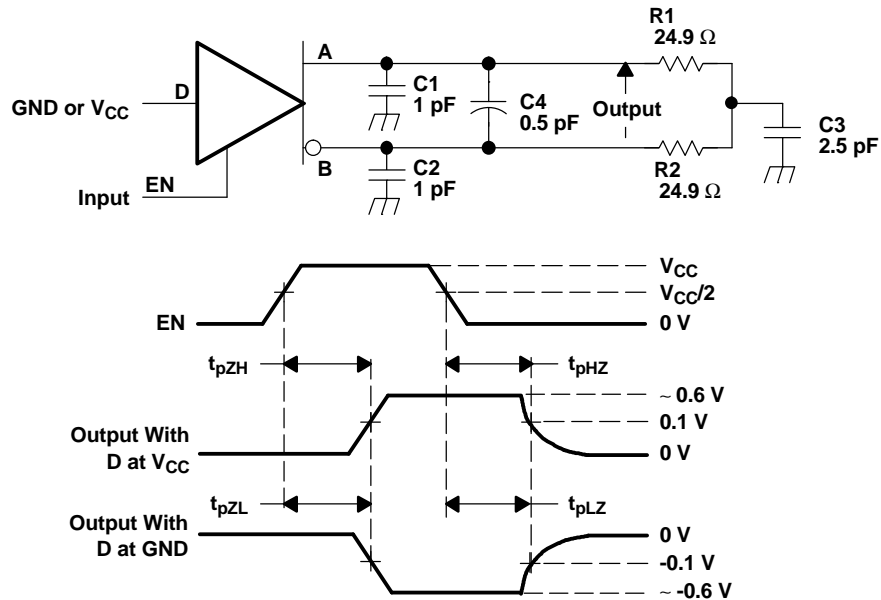 R1
24.9 Ω
A
C1
1 pF
C4
0.5 pF
Output
D
GND or VCC
C3
2.5 pF
B
C2
1 pF
R2
24.9 Ω
EN
Input
VCC
VCC/2
EN
0 V
tpZH
tpHZ
~ 0.6 V
0.1 V
Output With
D at VCC
0 V
tpZL
tpLZ
Output With
D at GND
0 V
-0.1 V
~ -0.6 V